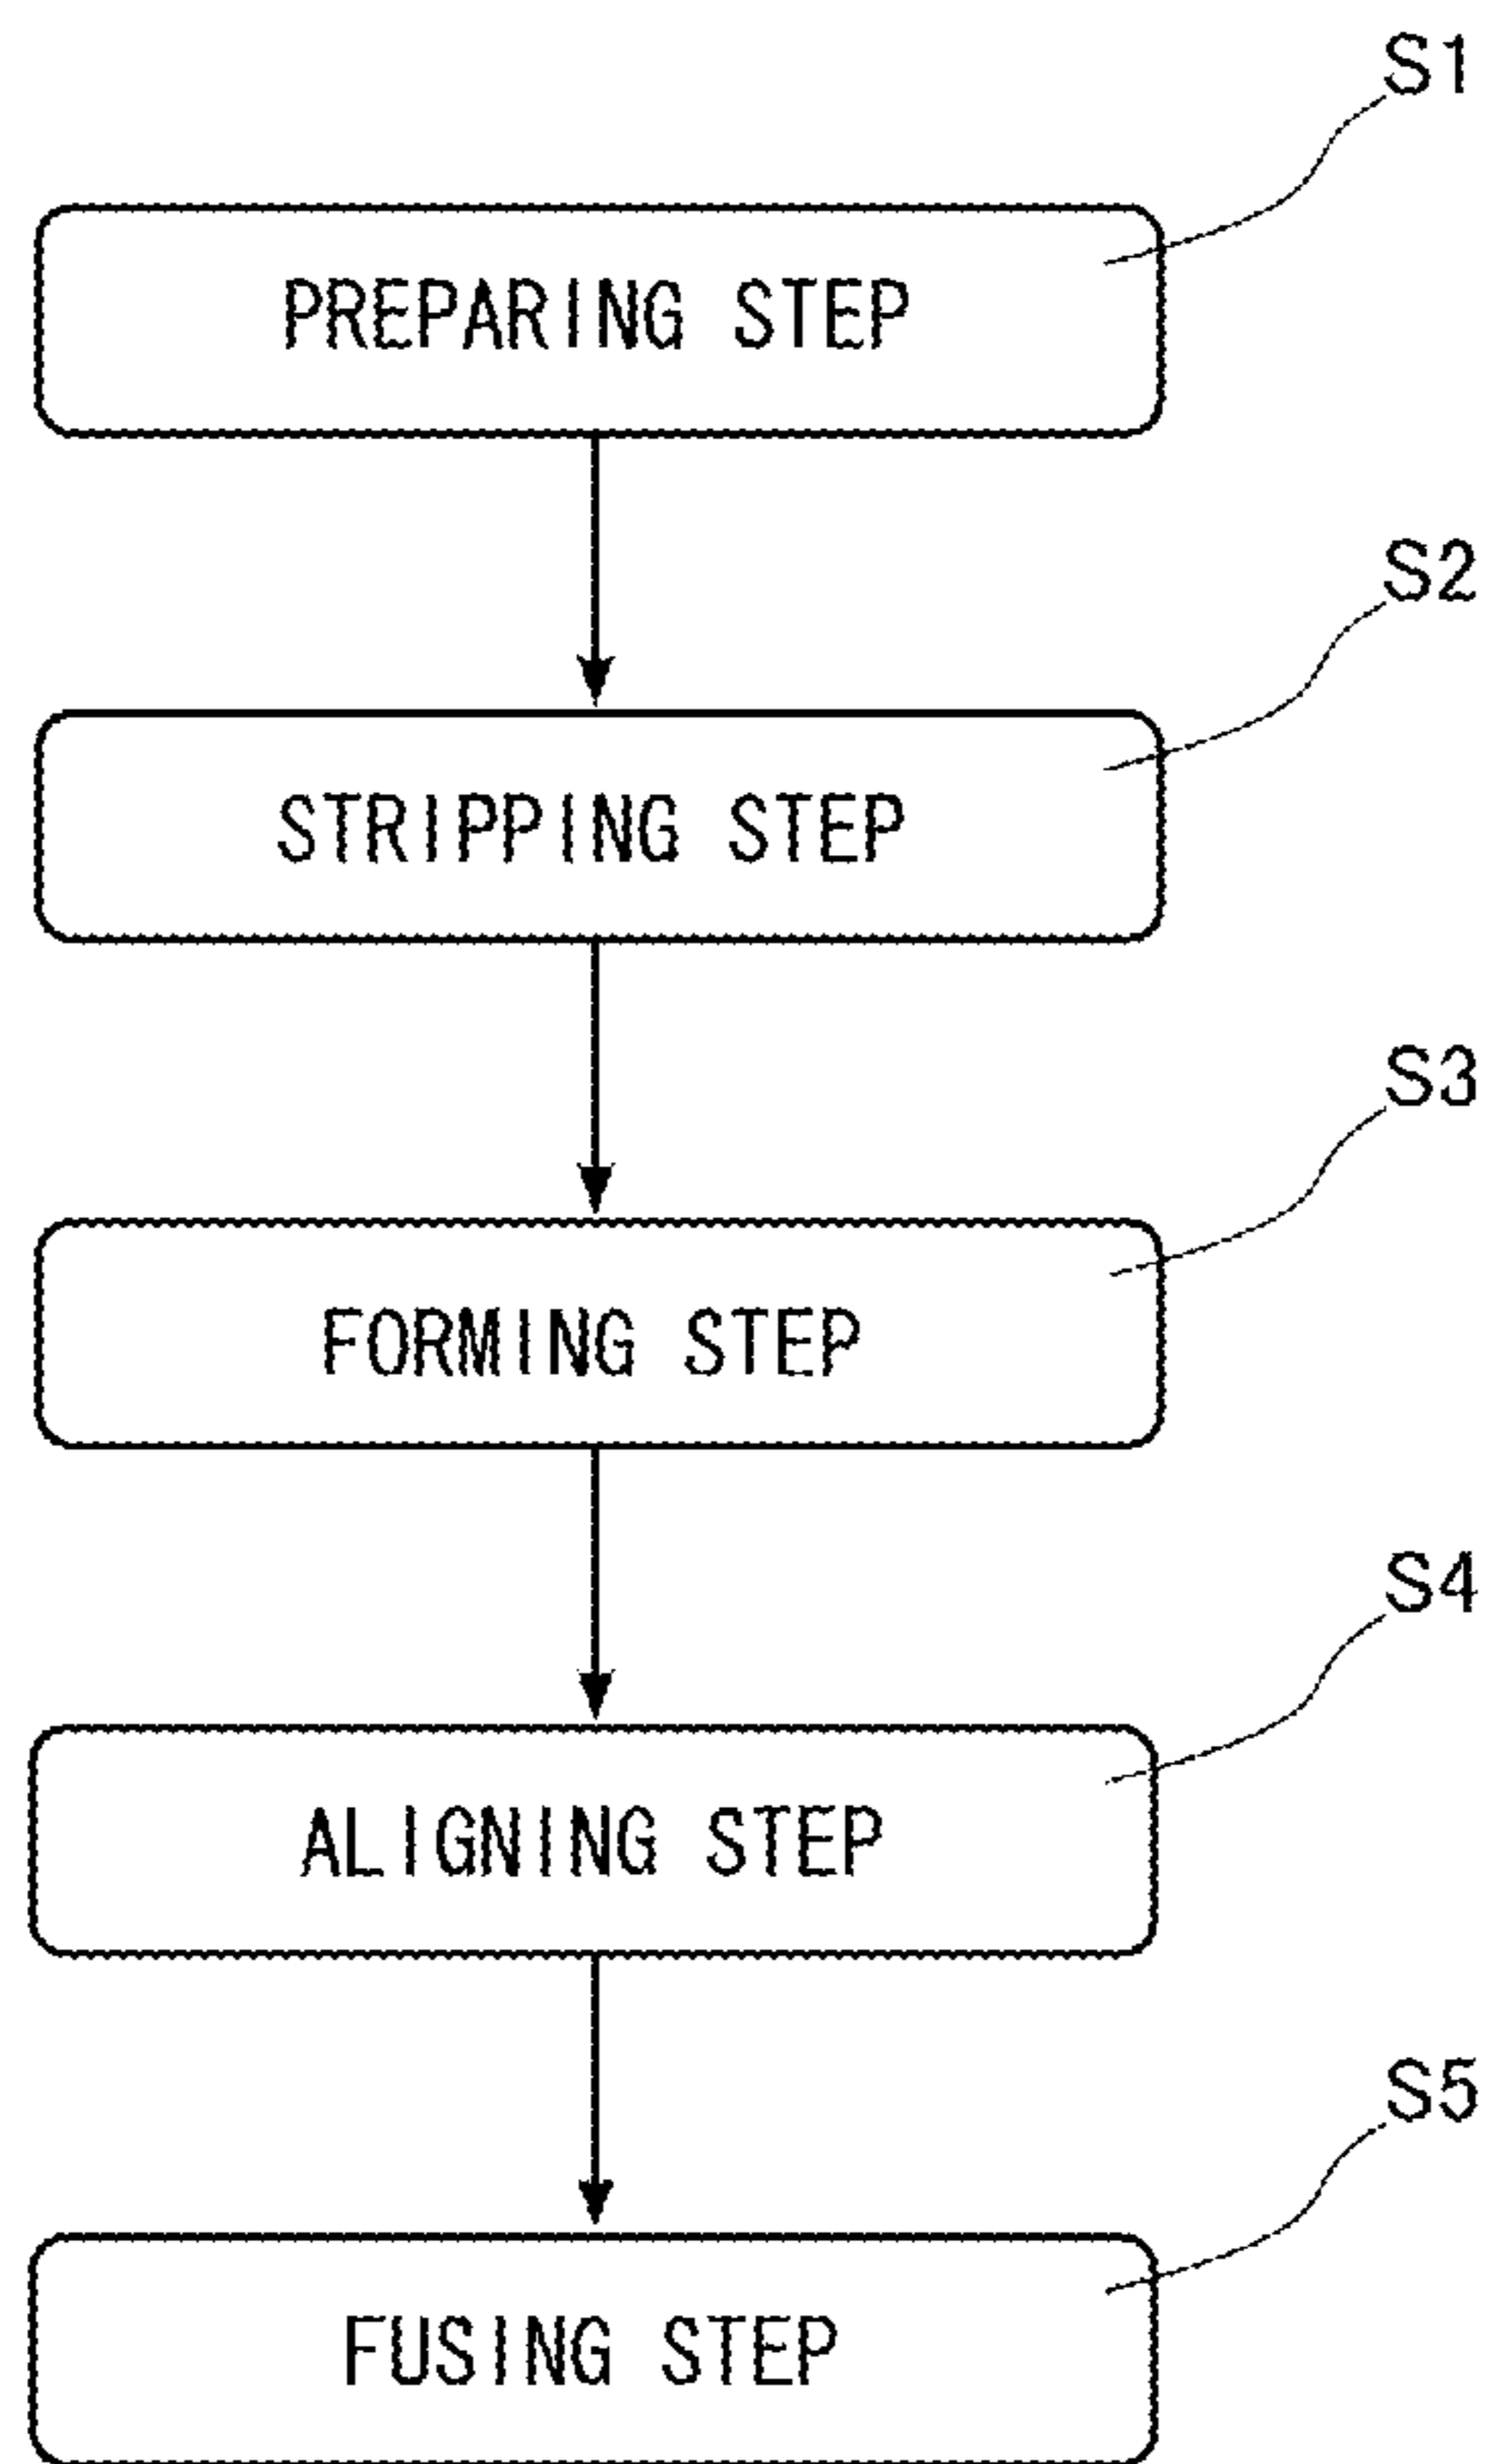 S1
PREPARING STEP
S2
STRIPPING STEP
S3
FORMING STEP
S4
ALIGNING STEP
S5
FUSING STEP